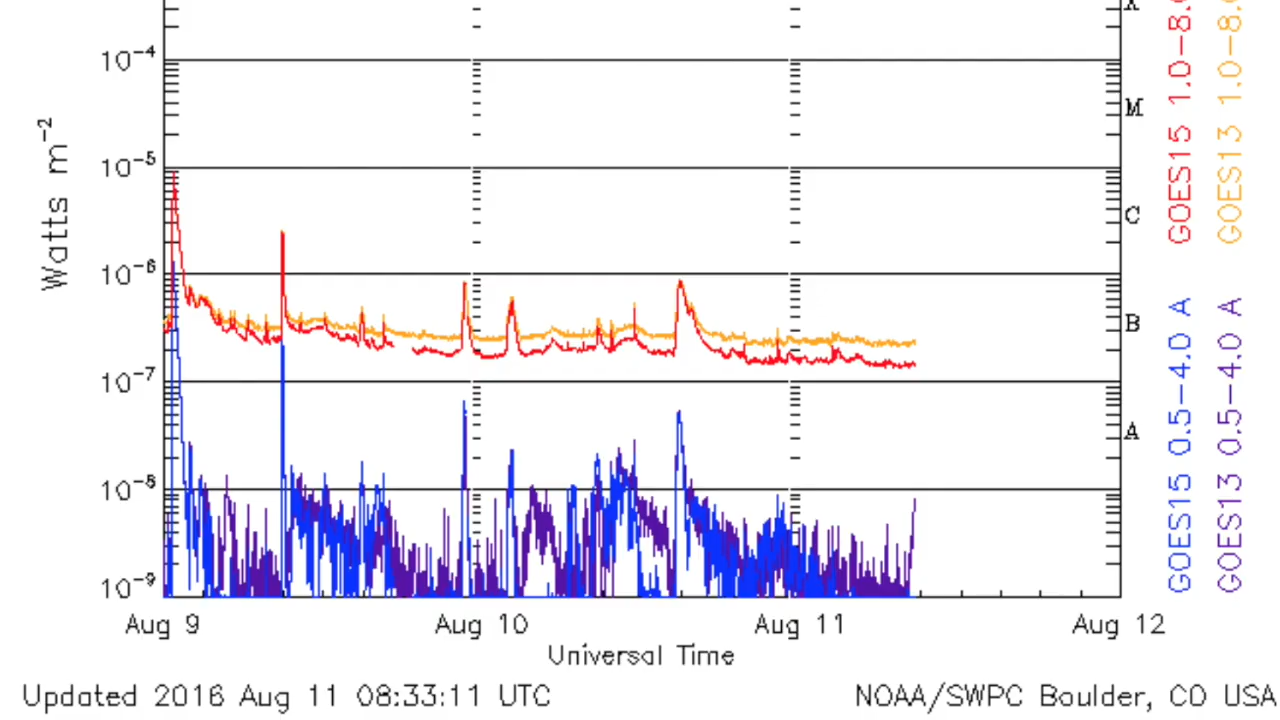 X
10-4
M
10-5
C
10-6
B
10-7
A
10-8
10-9
Watts m-2
GOES15 1.0-8.0
GOES13 1.0-8.0
GOES15 0.5-4.0 A
GOES13 0.5-4.0 A
Aug 9 Aug 10 Aug 11 Aug 12
Universal Time
Updated 2016 Aug 11 08:33:11 UTC NOAA/SWPC Boulder, CO USA